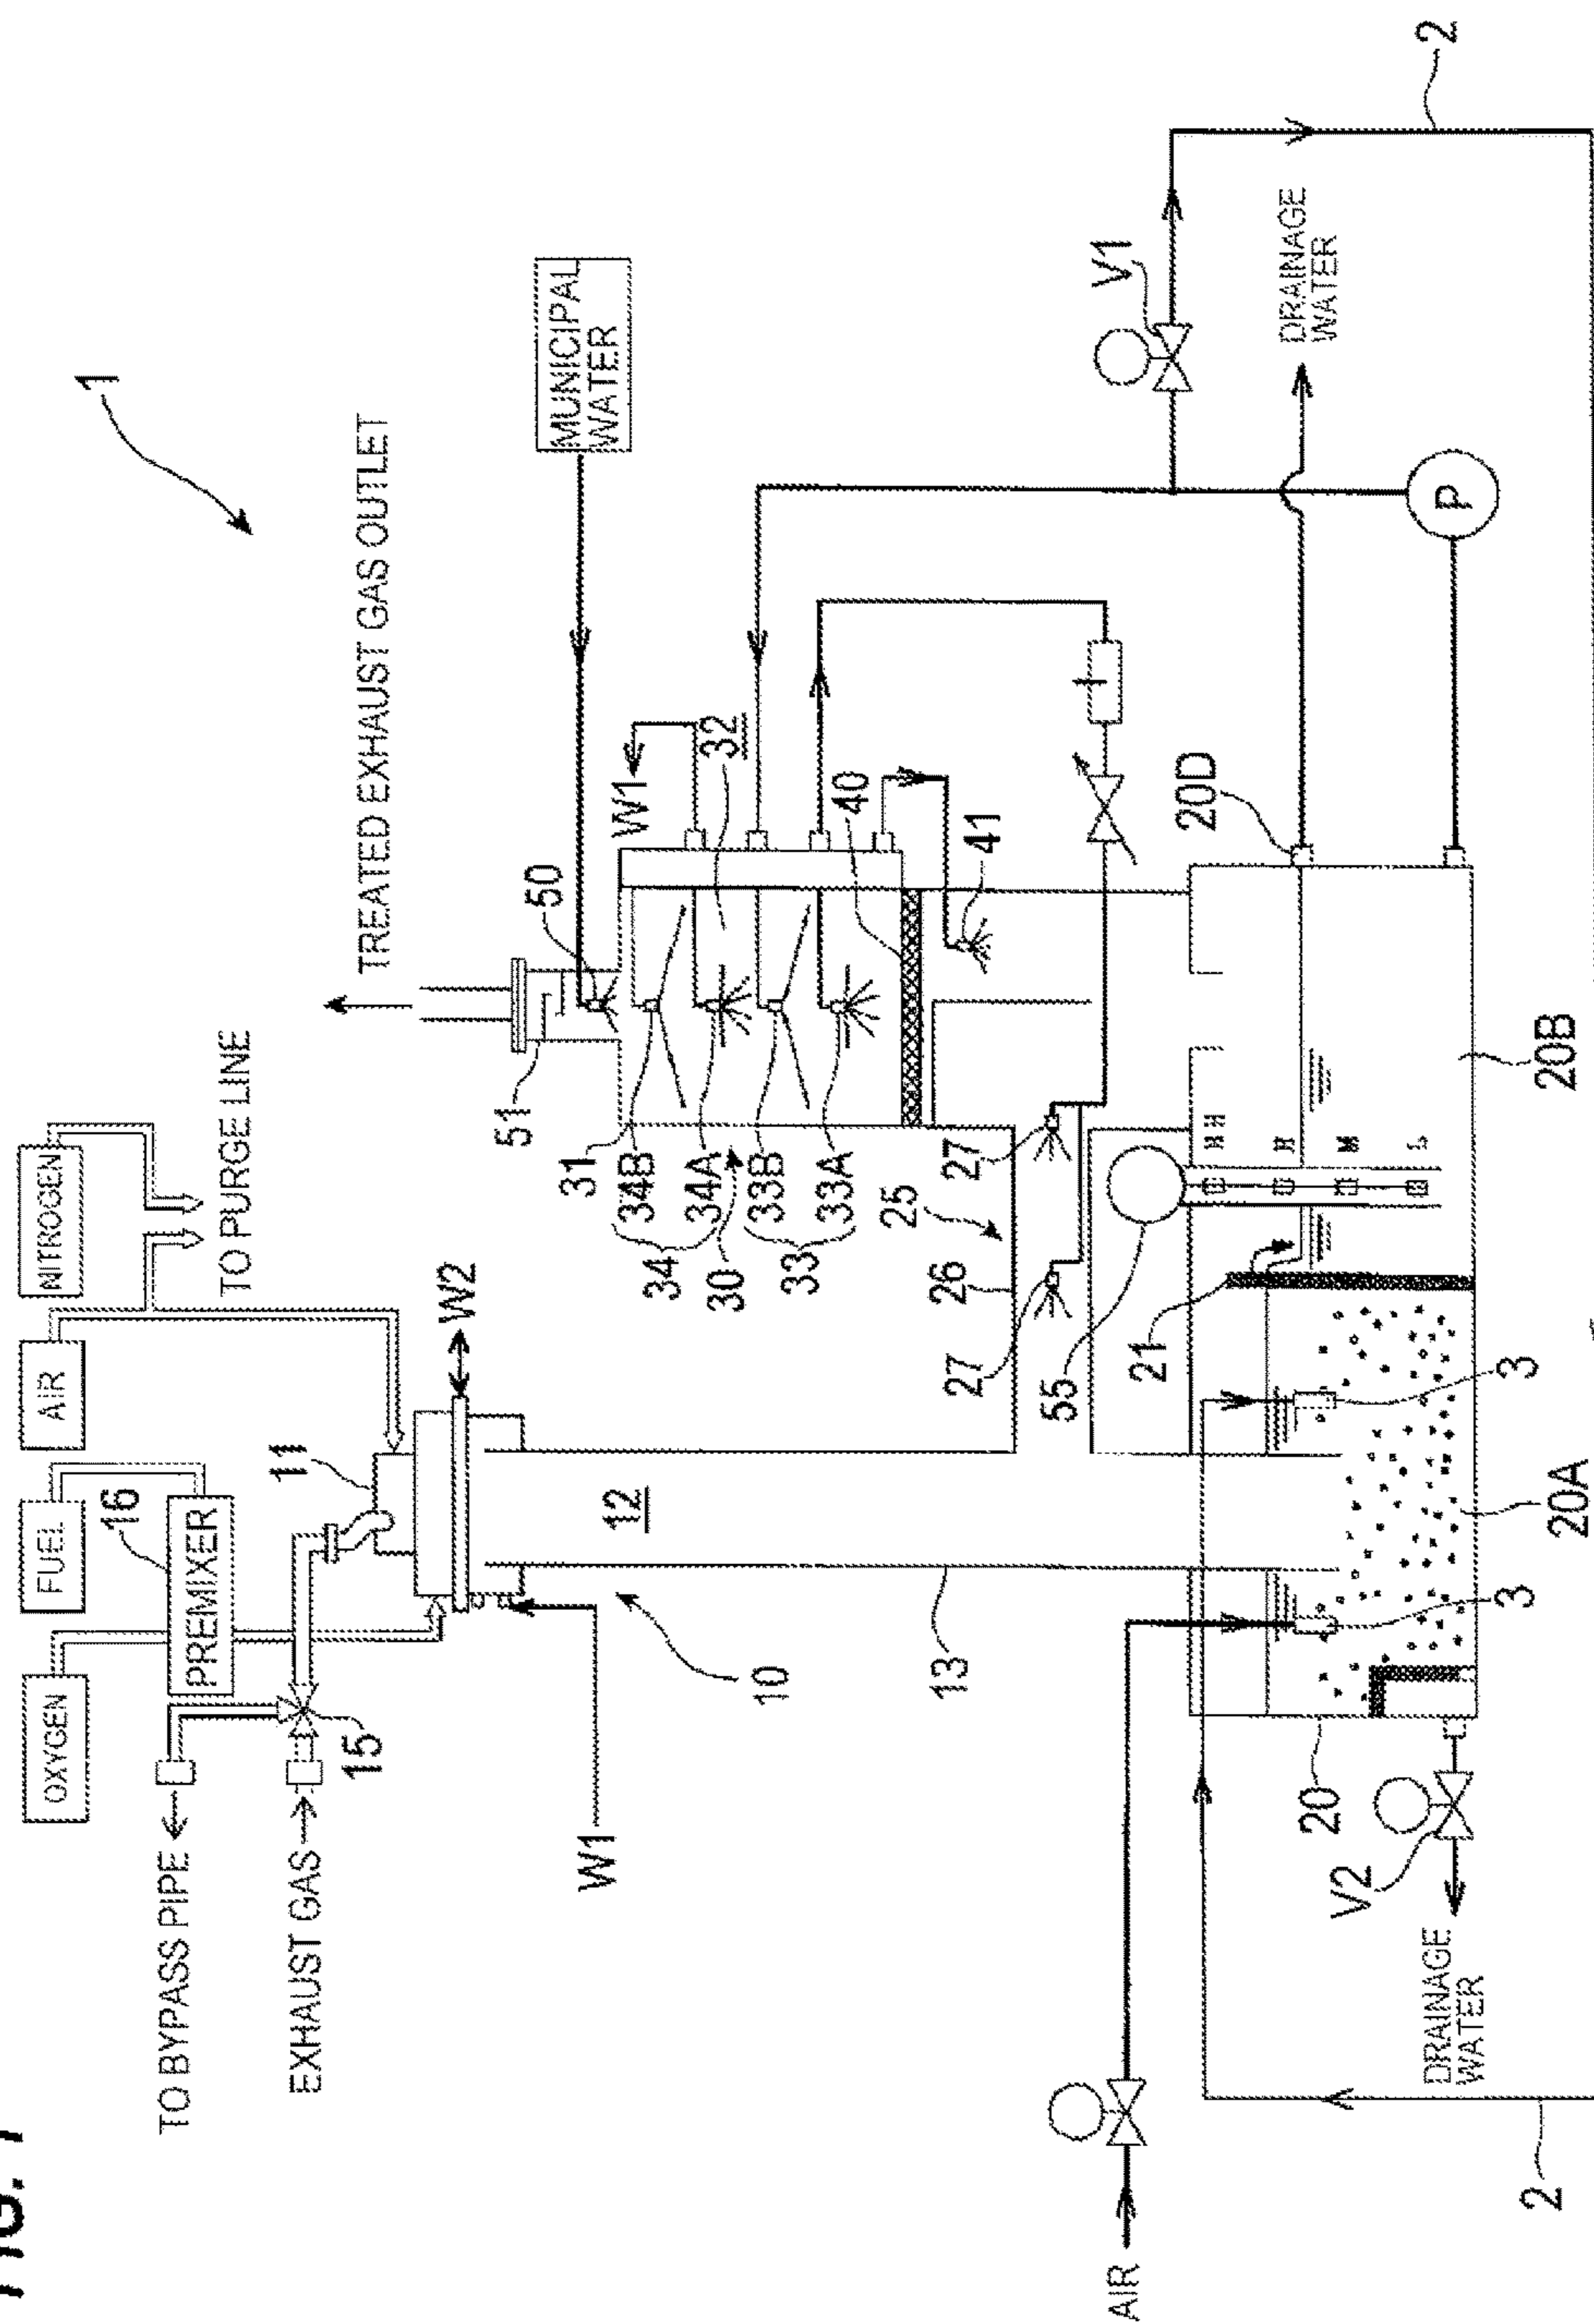 FIG. 1
1
NITROGEN
AIR
FUEL
OXYGEN
TO PURGE LINE
TREATED EXHAUST GAS OUTLET
MUNICIPAL
WATER
16
PREMIXER
11
W2
TO BYPASS PIPE
15
EXHAUST GAS
W1
10
12
13
51
50
W1
31
34B
34A
34
30
33B
33A
33
32
40
41
25
26
27
27
55
V1
2
DRAINAGE
WATER
P
20D
HH
H
M
L
21
20B
20A
3
3
20
V2
DRAINAGE
WATER
AIR
2